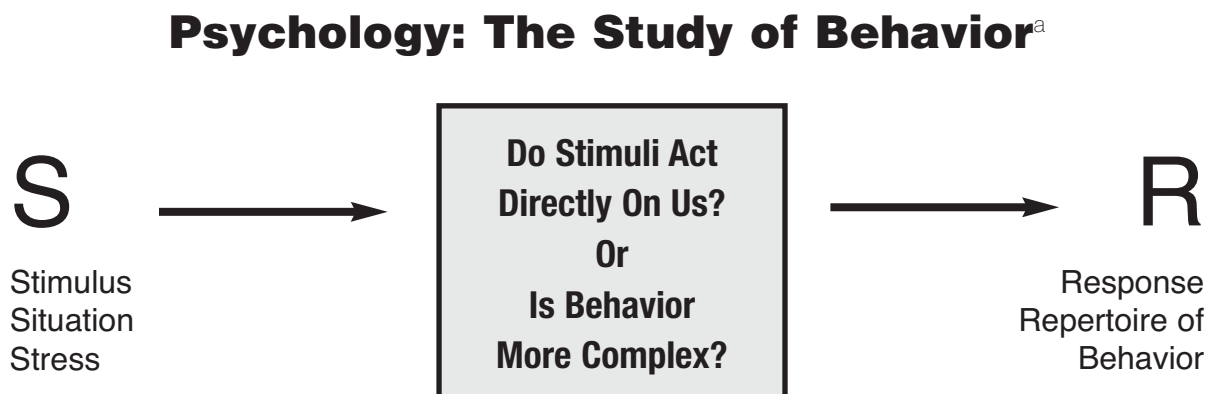 Psychology: The Study of Behaviorᵃ
S
Stimulus
Situation
Stress
Do Stimuli Act
Directly On Us?
Or
Is Behavior
More Complex?
R
Response
Repertoire of
Behavior